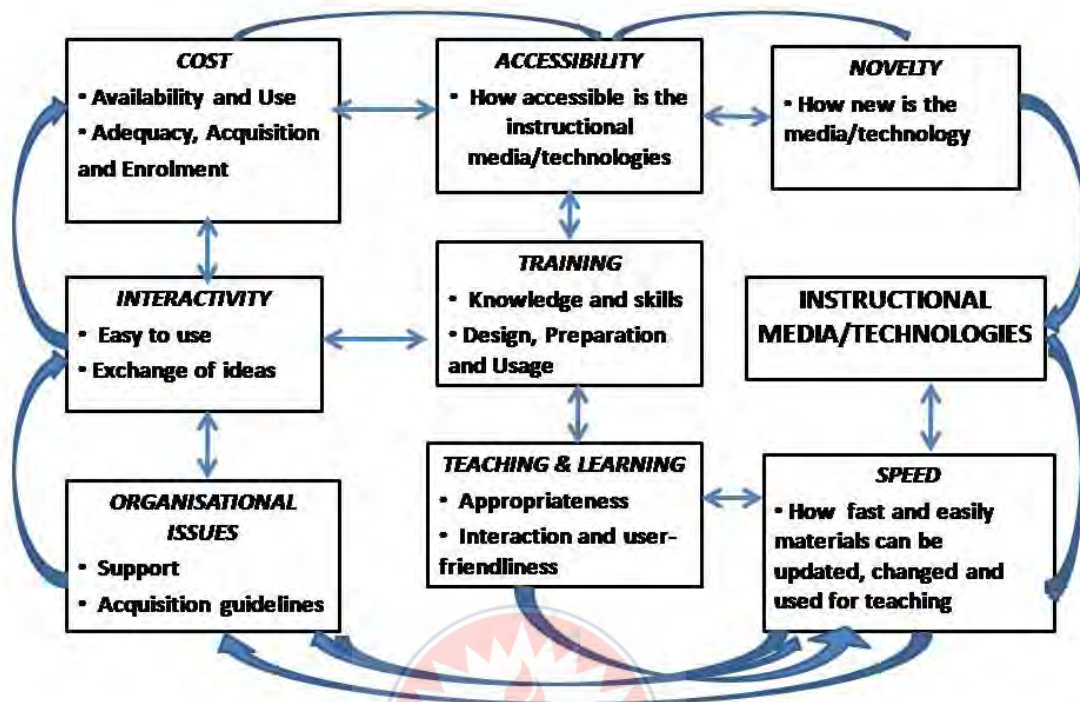 COST
• Availability and Use
• Adequacy, Acquisition
and Enrolment
ACCESSIBILITY
• How accessible is the
instructional
media/technologies
NOVELTY
• How new is the
media/technology
INTERACTIVITY
• Easy to use
• Exchange of ideas
TRAINING
• Knowledge and skills
• Design, Preparation
and Usage
INSTRUCTIONAL
MEDIA/TECHNOLOGIES
ORGANISATIONAL
ISSUES
• Support
• Acquisition guidelines
TEACHING & LEARNING
• Appropriateness
• Interaction and user-
friendliness
SPEED
• How fast and easily
materials can be
updated, changed and
used for teaching